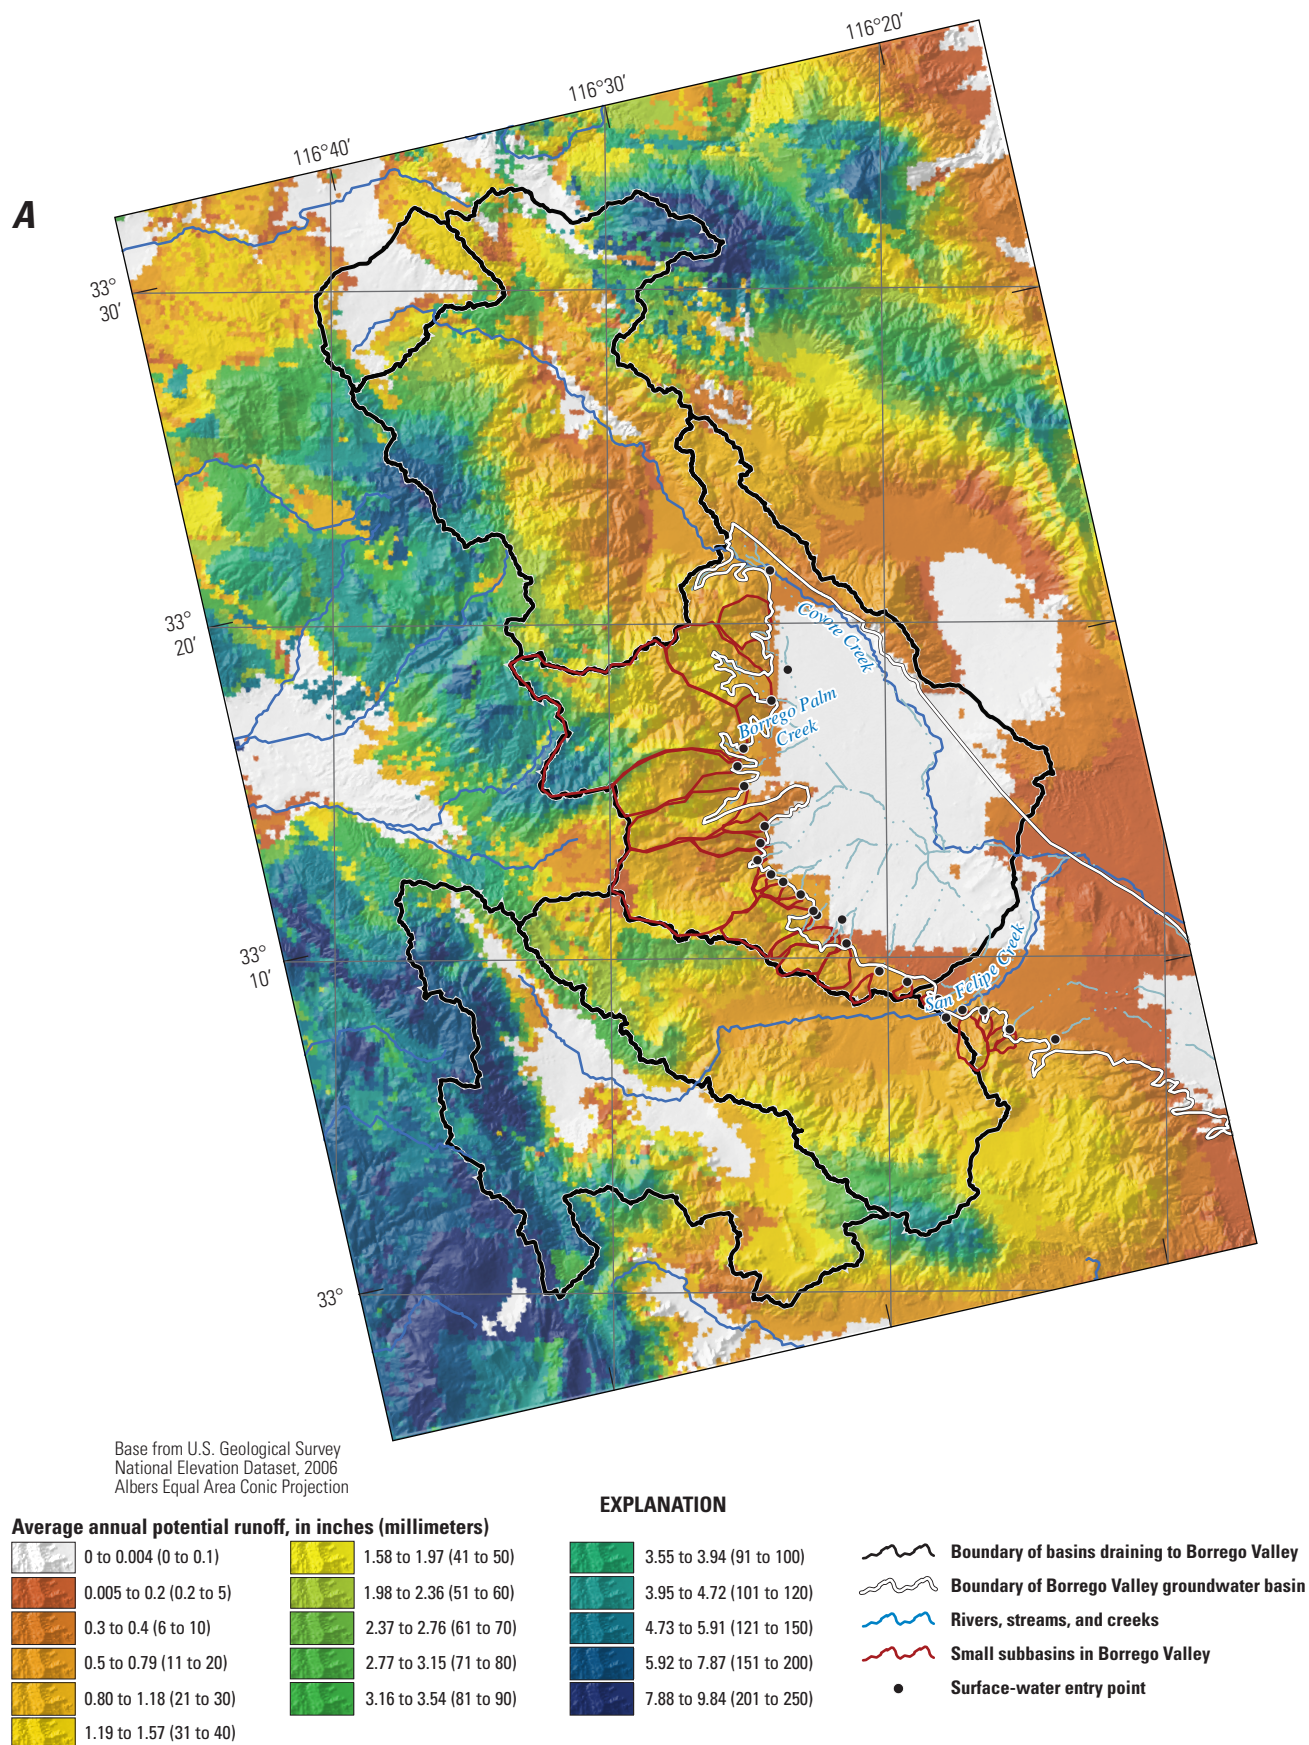 A
116°40'
116°30'
116°20'
33°
30'
33°
20'
33°
10'
33°
Coyote Creek
Borrego Palm
Creek
San Felipe Creek
Base from U.S. Geological Survey
National Elevation Dataset, 2006
Albers Equal Area Conic Projection
EXPLANATION
Average annual potential runoff, in inches (millimeters)
0 to 0.004 (0 to 0.1)
0.005 to 0.2 (0.2 to 5)
0.3 to 0.4 (6 to 10)
0.5 to 0.79 (11 to 20)
0.80 to 1.18 (21 to 30)
1.19 to 1.57 (31 to 40)
1.58 to 1.97 (41 to 50)
1.98 to 2.36 (51 to 60)
2.37 to 2.76 (61 to 70)
2.77 to 3.15 (71 to 80)
3.16 to 3.54 (81 to 90)
3.55 to 3.94 (91 to 100)
3.95 to 4.72 (101 to 120)
4.73 to 5.91 (121 to 150)
5.92 to 7.87 (151 to 200)
7.88 to 9.84 (201 to 250)
Boundary of basins draining to Borrego Valley
Boundary of Borrego Valley groundwater basin
Rivers, streams, and creeks
Small subbasins in Borrego Valley
Surface-water entry point